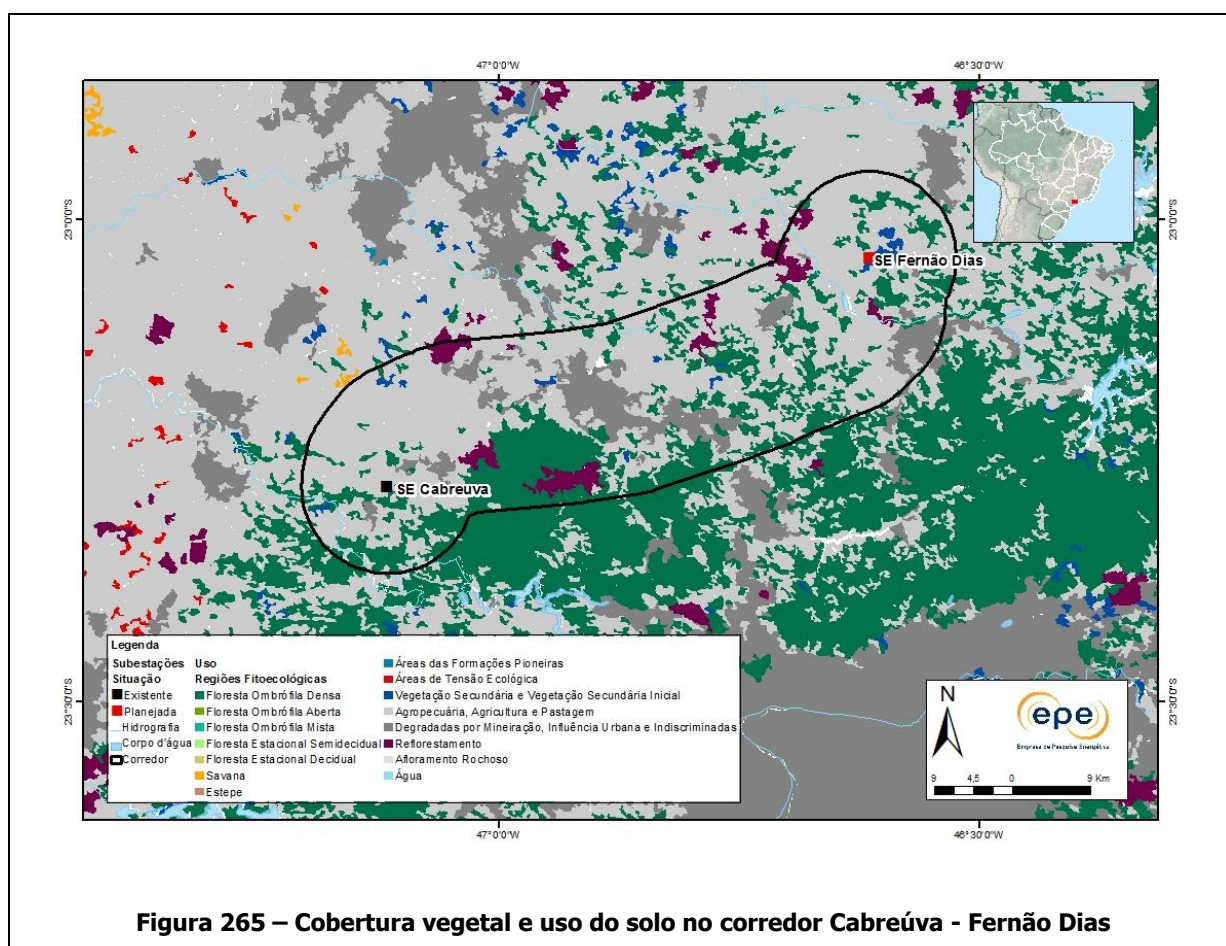 47°0'0"W 46°30'0"W
23°0'0"S 23°0'0"S
SE Fernão Dias
SE Cabreuva
23°30'0"S 23°30'0"S
Legenda
Subestações
Situação
Existente
Planejada
Hidrografia
Corpo d'água
Corredor
Uso
Regiões Fitoecológicas
Floresta Ombrófila Densa
Floresta Ombrófila Aberta
Floresta Ombrófila Mista
Floresta Estacional Semidecidual
Floresta Estacional Decidual
Savana
Estepe
Áreas das Formações Pioneiras
Áreas de Tensão Ecológica
Vegetação Secundária e Vegetação Secundária Inicial
Agropecuária, Agricultura e Pastagem
Degradadas por Mineiração, Influência Urbana e Indiscriminadas
Reflorestamento
Afloramento Rochoso
Água
N
epe
Empresa de Pesquisa Energética
9 4,5 0 9 Km
47°0'0"W 46°30'0"W
Figura 265 – Cobertura vegetal e uso do solo no corredor Cabreúva - Fernão Dias